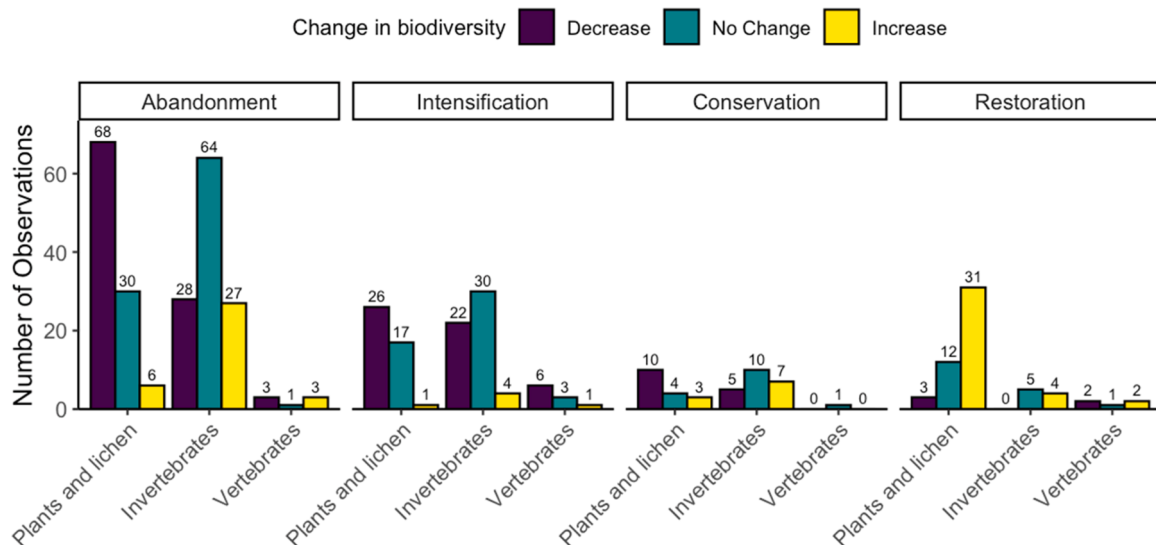 Change in biodiversity Decrease No Change Increase
Abandonment Intensification Conservation Restoration
Number of Observations
60
40
20
0
68 30 6 28 64 27 3 1 3
26 17 1 22 30 4 6 3 1
10 4 3 5 10 7 0 1 0
3 12 31 0 5 4 2 1 2
Plants and lichen Invertebrates Vertebrates
Plants and lichen Invertebrates Vertebrates
Plants and lichen Invertebrates Vertebrates
Plants and lichen Invertebrates Vertebrates